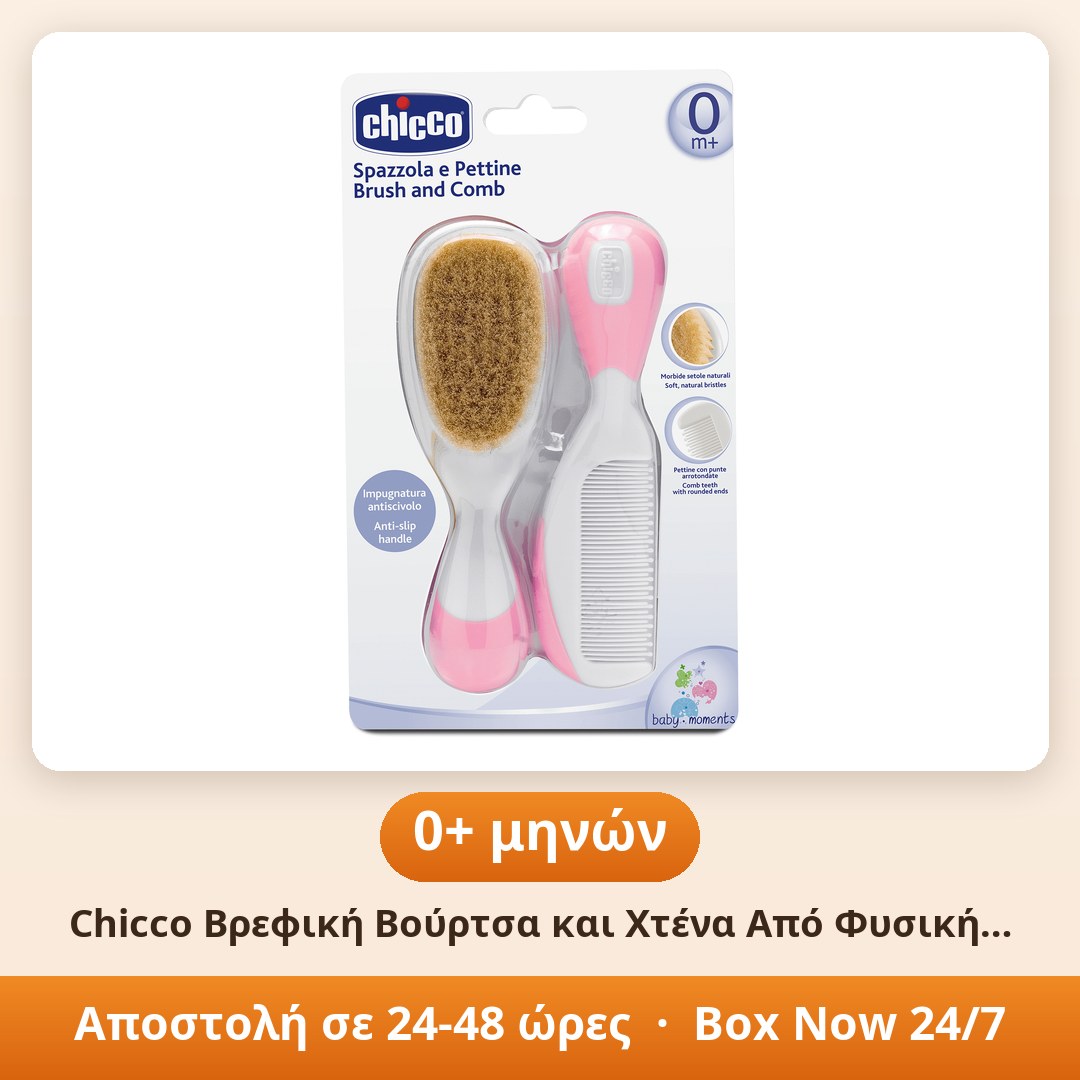 chicco
0
m+
Spazzola e Pettine
Brush and Comb
chicco
Morbide setole naturali
Soft, natural bristles
Pettine con punte
arrotondate
Comb teeth
with rounded ends
Impugnatura
antiscivolo
Anti-slip
handle
baby moments
0+ μηνών
Chicco Βρεφική Βούρτσα και Χτένα Από Φυσική...
Αποστολή σε 24-48 ώρες · Box Now 24/7